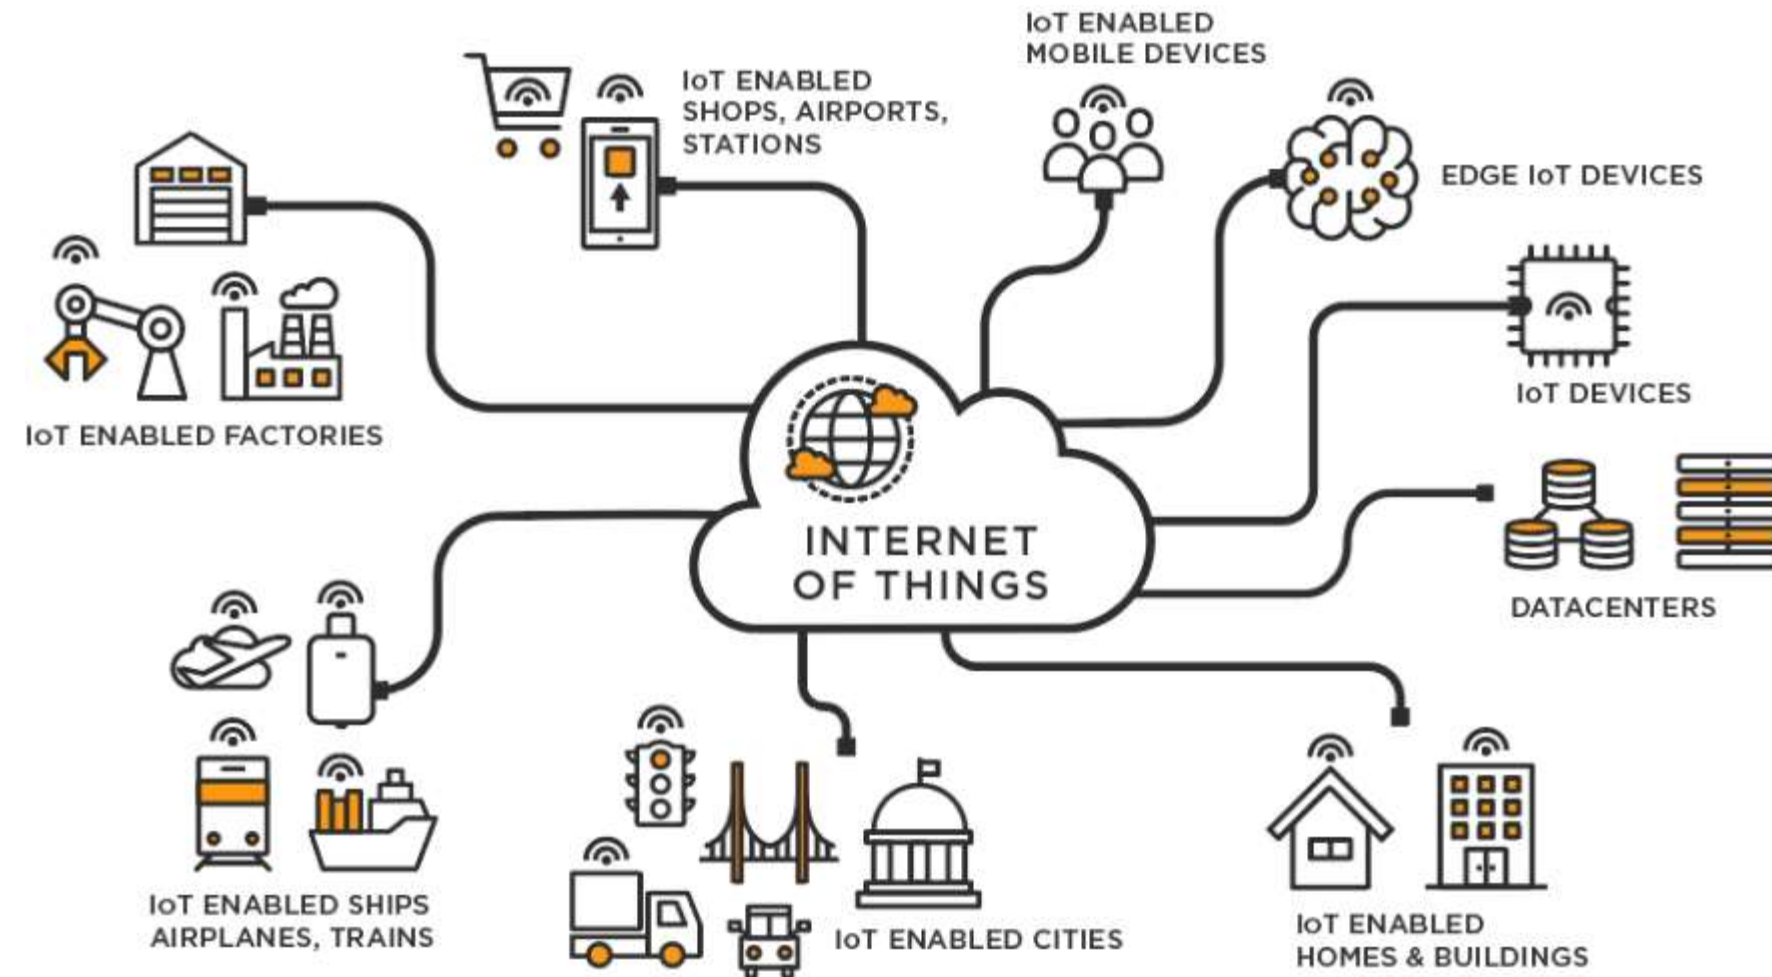 IoT ENABLED
MOBILE DEVICES
IoT ENABLED
SHOPS, AIRPORTS,
STATIONS
EDGE IoT DEVICES
IoT DEVICES
IoT ENABLED FACTORIES
INTERNET
OF THINGS
DATACENTERS
IoT ENABLED SHIPS
AIRPLANES, TRAINS
IoT ENABLED CITIES
IoT ENABLED
HOMES & BUILDINGS